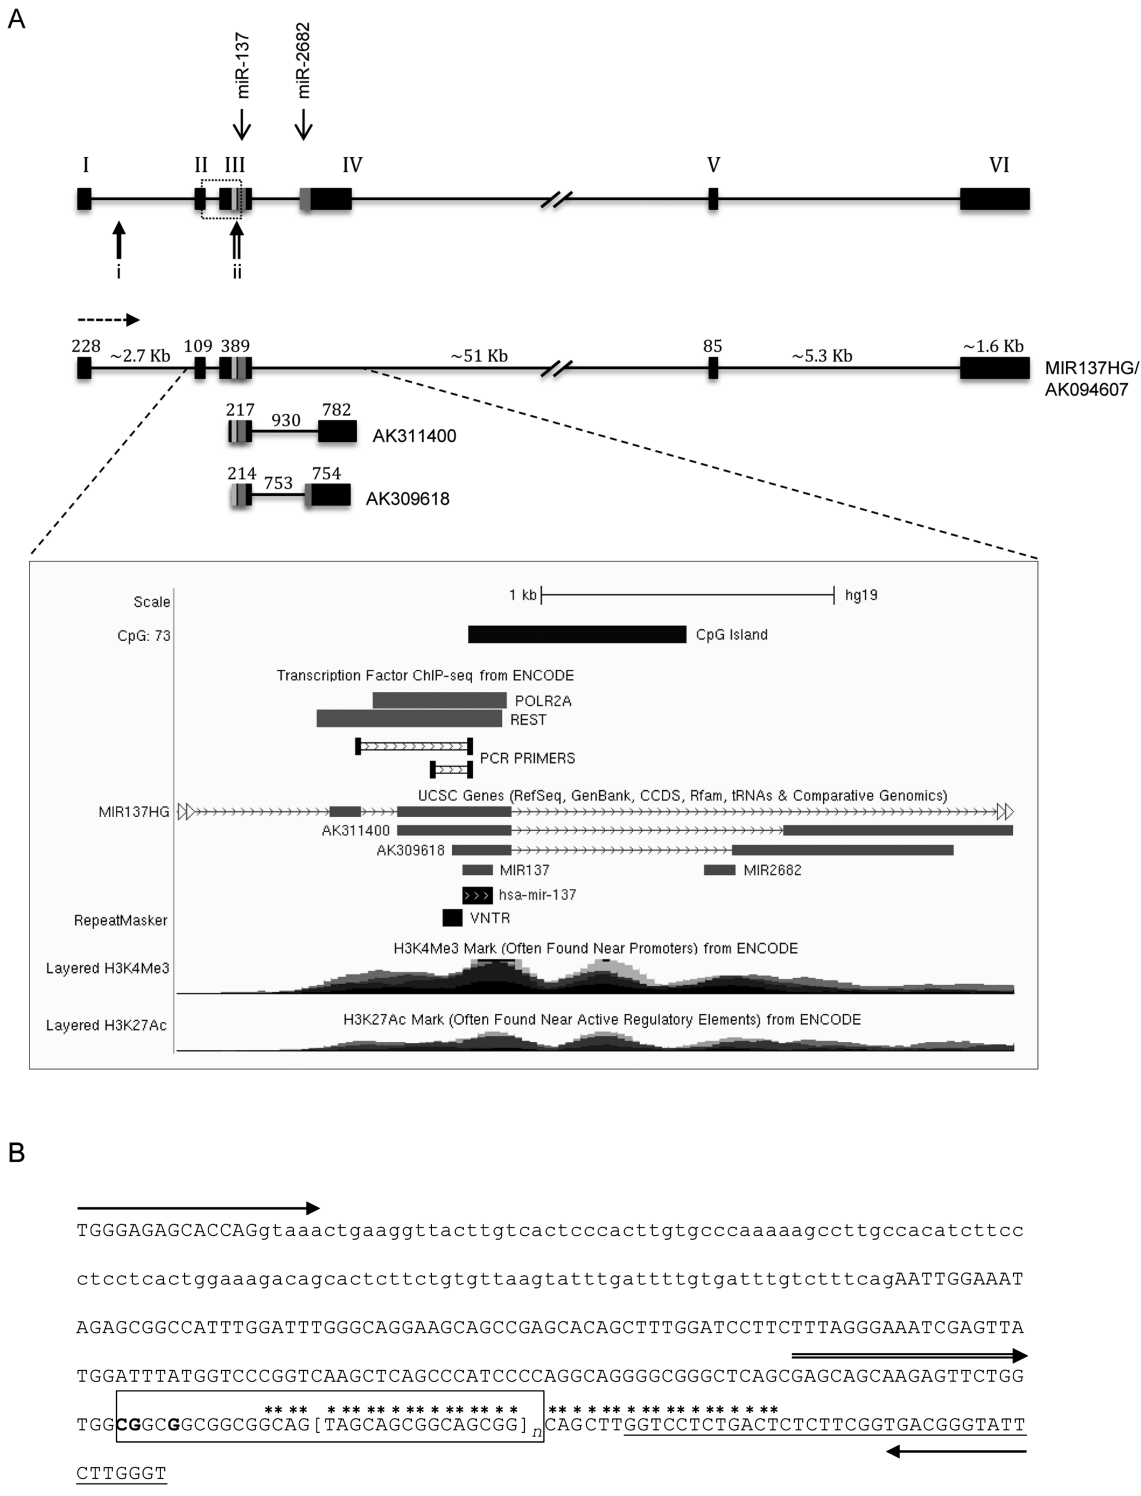 A
miR-137
miR-2682
I II III IV V VI
i ii
228 ~2.7 Kb 109 389 ~51 Kb 85 ~5.3 Kb ~1.6 Kb
MIR137HG/
AK094607
217 930 782 AK311400
214 753 754 AK309618
Scale 1 kb hg19
CpG: 73 CpG Island
Transcription Factor ChIP-seq from ENCODE
POLR2A
REST
PCR PRIMERS
UCSC Genes (RefSeq, GenBank, CCDS, Rfam, tRNAs & Comparative Genomics)
MIR137HG
AK311400
AK309618
MIR137 MIR2682
hsa-mir-137
RepeatMasker VNTR
H3K4Me3 Mark (Often Found Near Promoters) from ENCODE
Layered H3K4Me3
H3K27Ac Mark (Often Found Near Active Regulatory Elements) from ENCODE
Layered H3K27Ac
B
TGGGAGAGCACCAGgtaaactgaaggttacttgtcactcccacttgtgcccaaaaagccttgccacatcttcc
ctcctcactggaaagacagcactcttctgtgttaagtatttgattttgtgatttgtctttcagAATTGGAAAT
AGAGCGGCCATTTGGATTTGGGCAGGAAGCAGCCGAGCACAGCTTTGGATCCTTCTTTAGGGAAATCGAGTTA
TGGATTTATGGTCCCGGTCAAGCTCAGCCCATCCCCAGGCAGGGGCGGGCTCAGCGAGCAGCAAGAGTTCTGG
** ** * ** ** ** * ** ** ** ** * ** ** * ** ** * ** **
TGGCGGCGGCGGCGGCAG[TAGCAGCGGCAGCGG]nCAGCTTGGTCCTCTGACTCTCTTCGGTGACGGGTATT
CTTGGGT